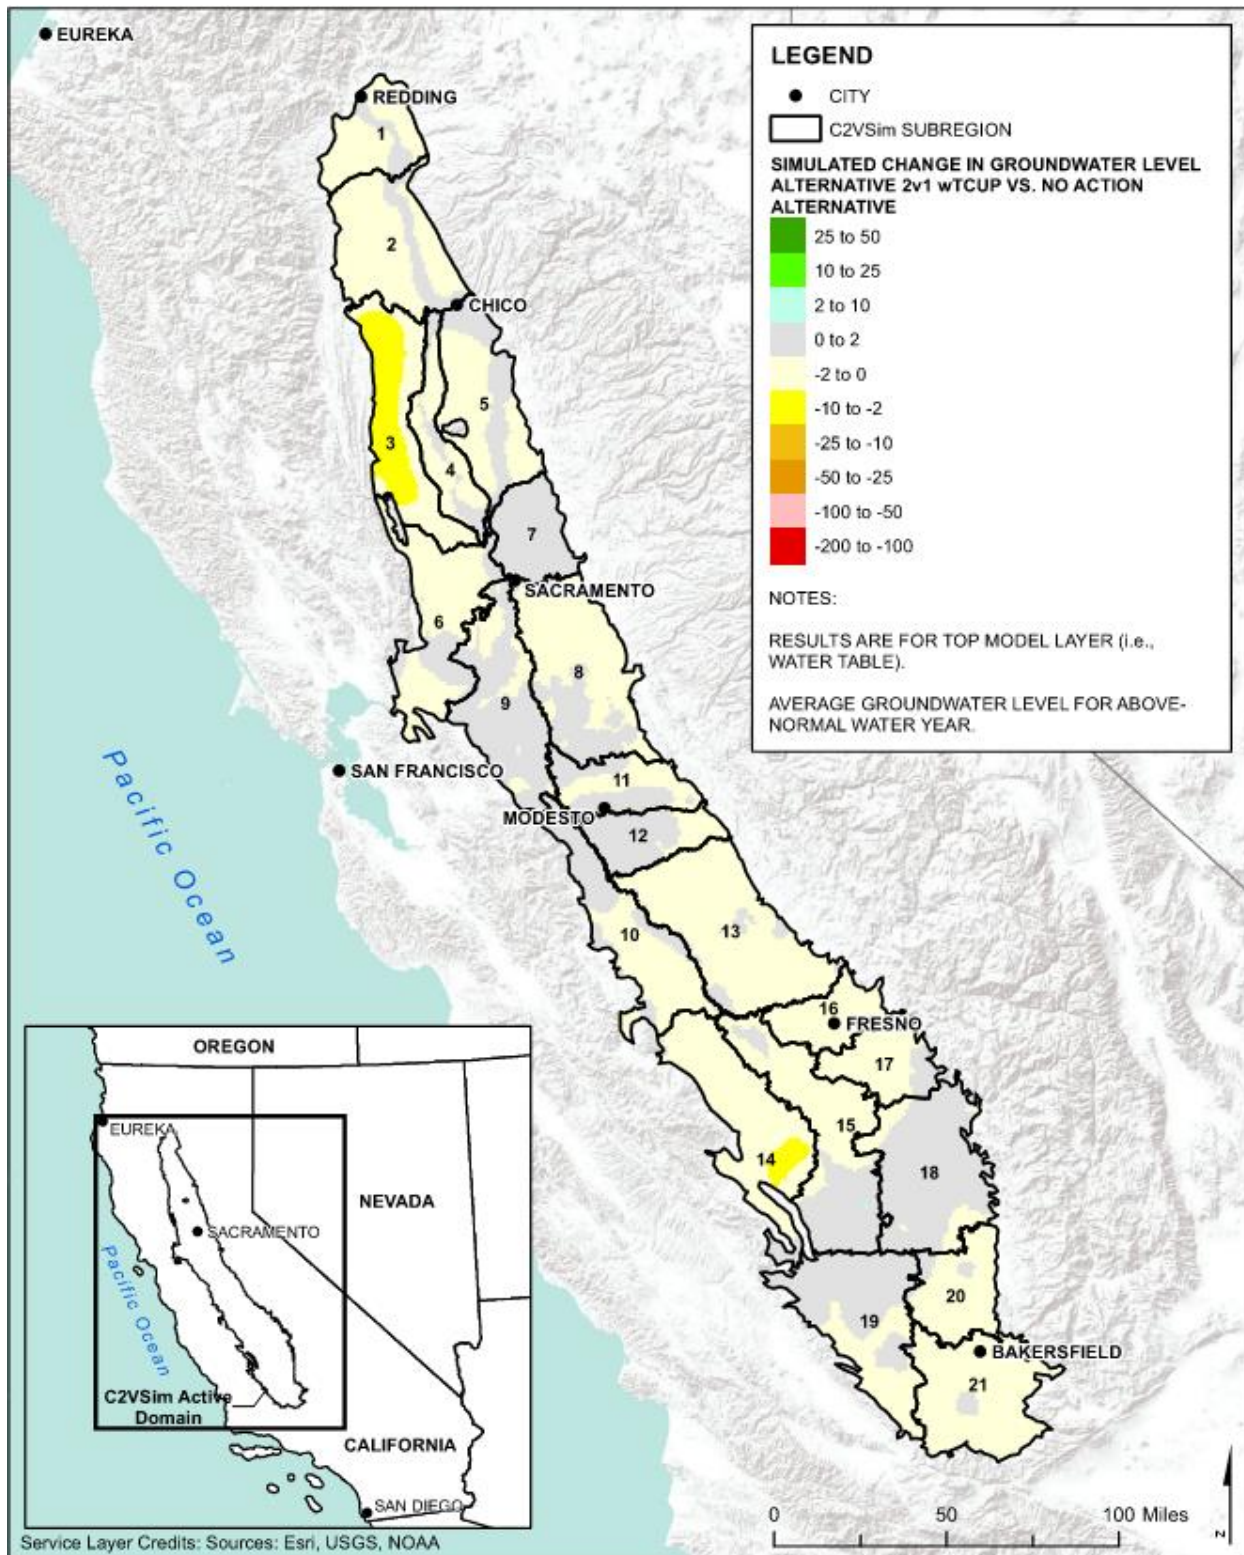 EUREKA
REDDING
1
2
CHICO
3
5
4
7
SACRAMENTO
6
8
9
SAN FRANCISCO
11
MODESTO
12
10
13
16
FRESNO
17
15
14
18
20
19
BAKERSFIELD
21
Pacific Ocean
LEGEND
CITY
C2VSim SUBREGION
SIMULATED CHANGE IN GROUNDWATER LEVEL
ALTERNATIVE 2v1 wTCUP VS. NO ACTION
ALTERNATIVE
25 to 50
10 to 25
2 to 10
0 to 2
-2 to 0
-10 to -2
-25 to -10
-50 to -25
-100 to -50
-200 to -100
NOTES:
RESULTS ARE FOR TOP MODEL LAYER (i.e.,
WATER TABLE).
AVERAGE GROUNDWATER LEVEL FOR ABOVE-
NORMAL WATER YEAR.
OREGON
EUREKA
NEVADA
SACRAMENTO
Pacific Ocean
C2VSim Active
Domain
CALIFORNIA
SAN DIEGO
0 50 100 Miles
N
Service Layer Credits: Sources: Esri, USGS, NOAA